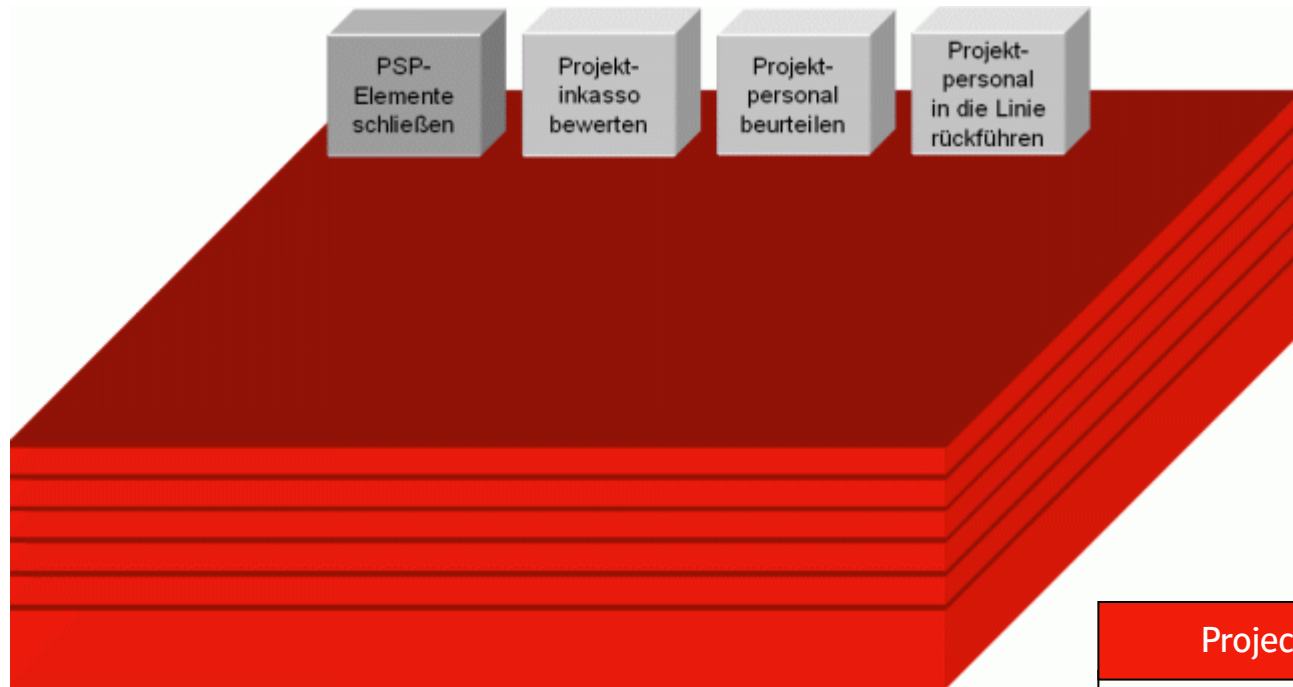 PSP-
Elemente
schließen
Projekt-
inkasso
bewerten
Projekt-
personal
beurteilen
Projekt-
personal
in die Linie
rückführen
Projec